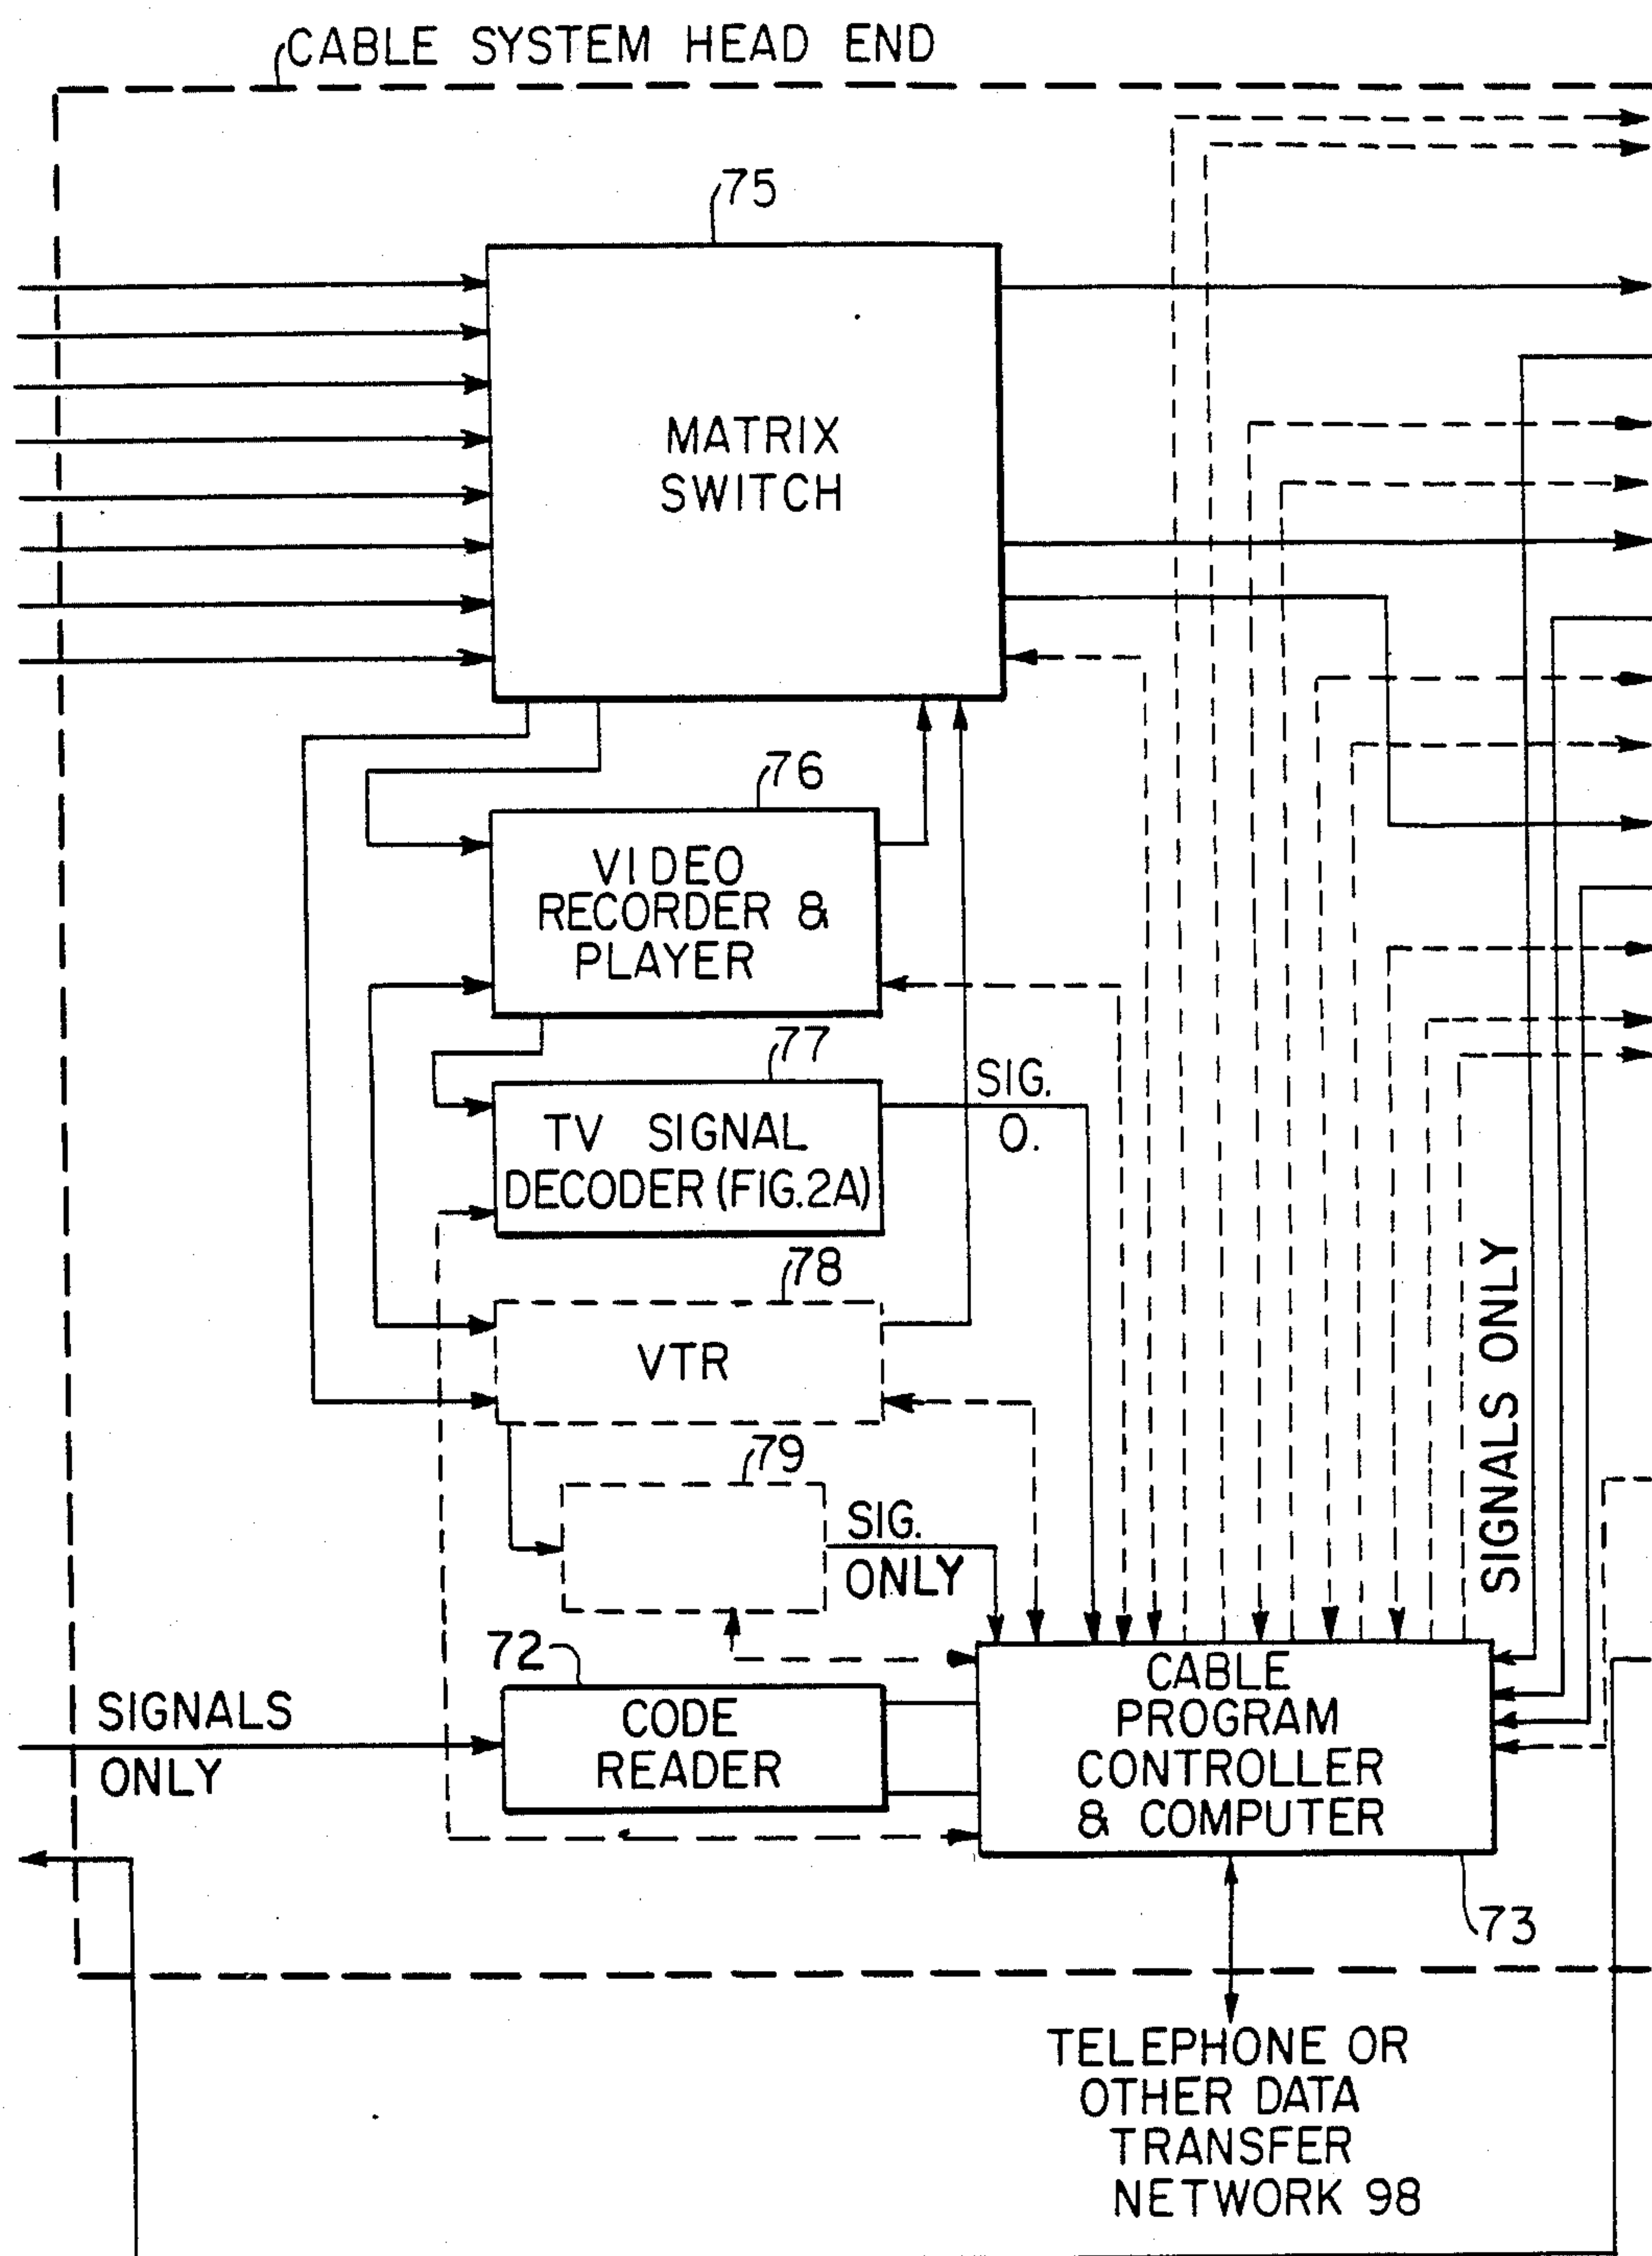 CABLE SYSTEM HEAD END
75
MATRIX
SWITCH
76
VIDEO
RECORDER &
PLAYER
77
SIG.
O.
TV SIGNAL
DECODER (FIG.2A)
78
VTR
79
SIG.
ONLY
SIGNALS ONLY
72
CODE
READER
SIGNALS
ONLY
CABLE
PROGRAM
CONTROLLER
& COMPUTER
73
TELEPHONE OR
OTHER DATA
TRANSFER
NETWORK 98